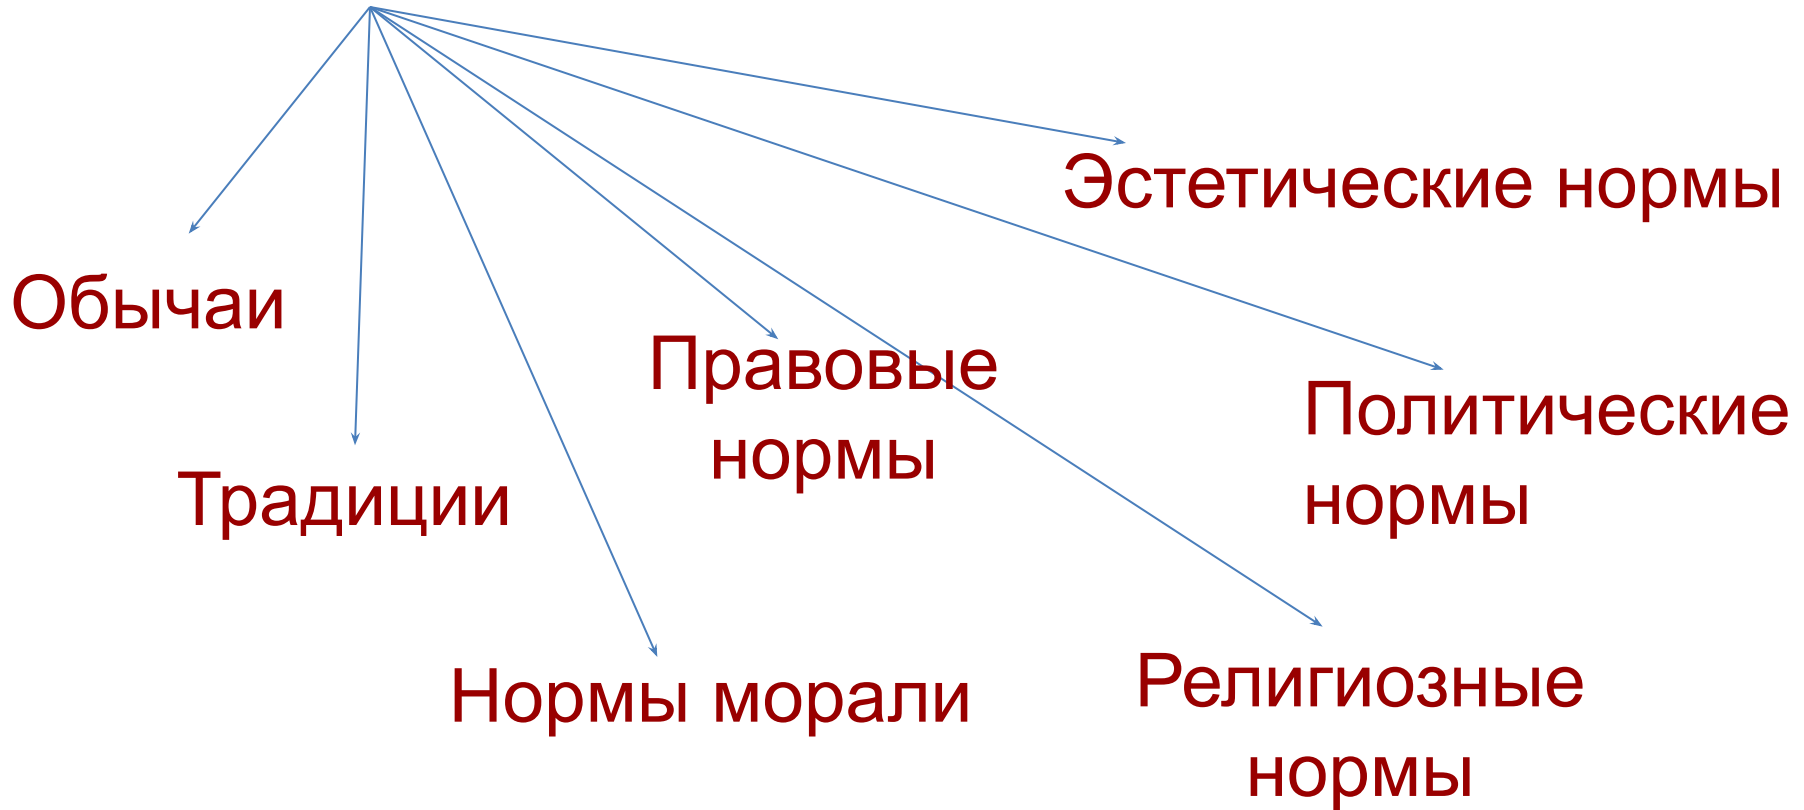 Эстетические нормы
Обычаи
Правовые
нормы
Политические
нормы
Традиции
Нормы морали
Религиозные
нормы